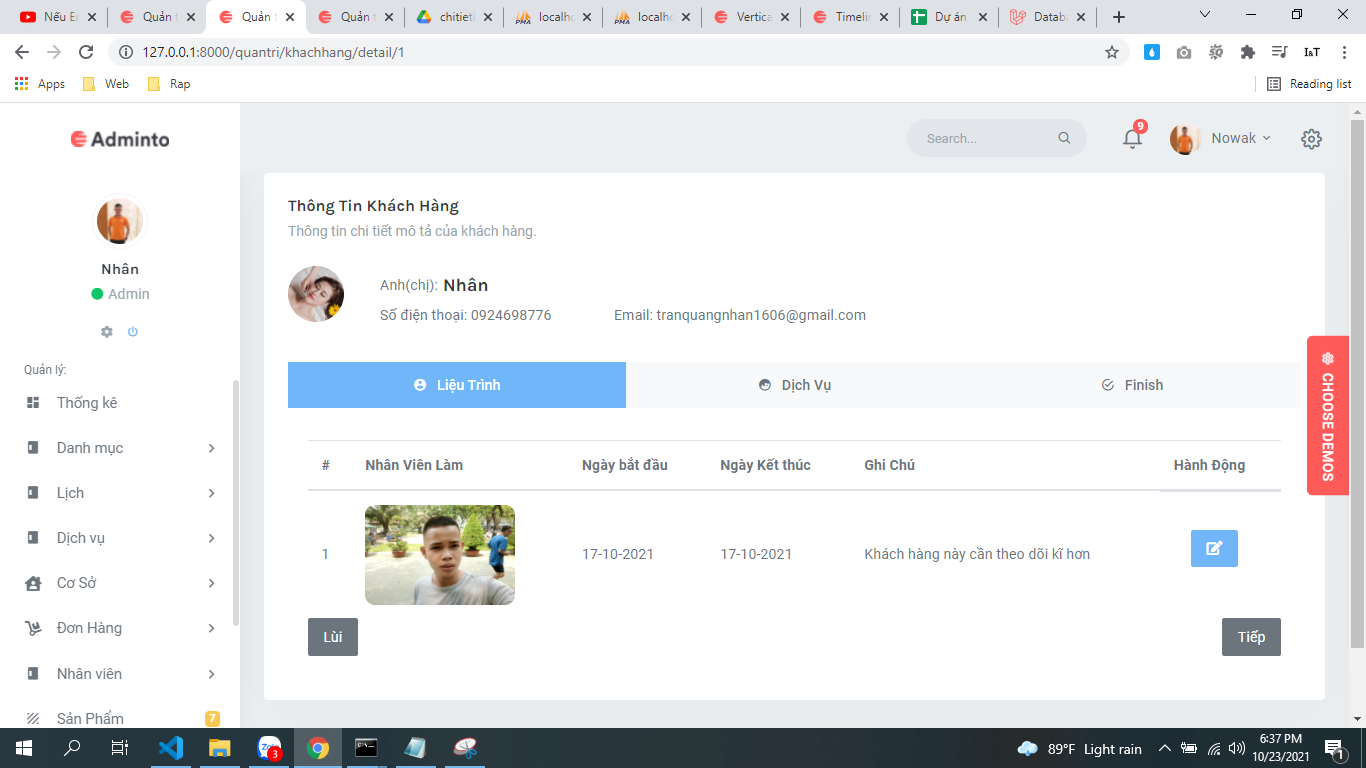 Nếu
Quản
Quản
Quản
chitiet
localho
localho
Vertica
Timelin
Dự án
Databa
127.0.0.1:8000/quantri/khachhang/detail/1
I&T
Apps
Web
Rap
Reading list
Adminto
Search...
9
Nowak
Nhân
Admin
Quản lý:
Thống kê
Danh mục
Lịch
Dịch vụ
Cơ Sở
Đơn Hàng
Nhân viên
Sản Phẩm
7
Thông Tin Khách Hàng
Thông tin chi tiết mô tả của khách hàng.
Anh(chị): Nhân
Số điện thoại: 0924698776
Email: tranquangnhan1606@gmail.com
Liệu Trình
Dịch Vụ
Finish
# Nhân Viên Làm Ngày bắt đầu Ngày Kết thúc Ghi Chú Hành Động
1 17-10-2021 17-10-2021 Khách hàng này cần theo dõi kĩ hơn
Lùi
Tiếp
CHOOSE DEMOS
3
89°F Light rain
6:37 PM
10/23/2021
1